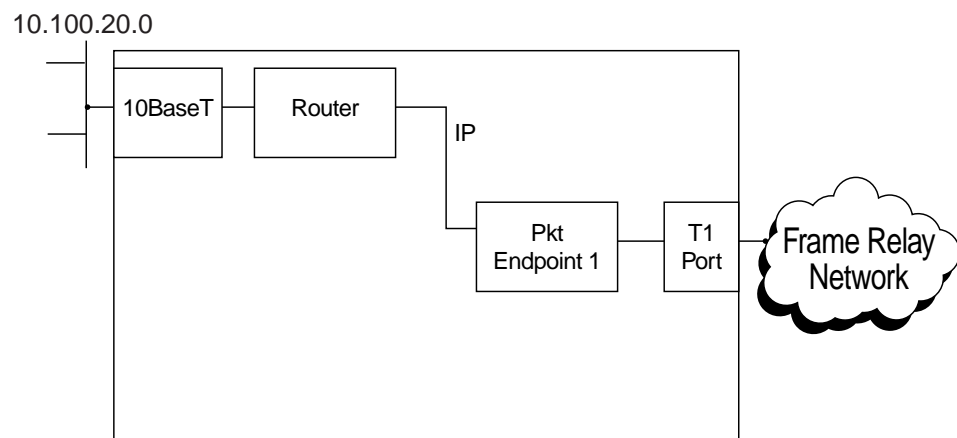 10.100.20.0
10BaseT
Router
IP
Pkt
Endpoint 1
T1
Port
Frame Relay
Network